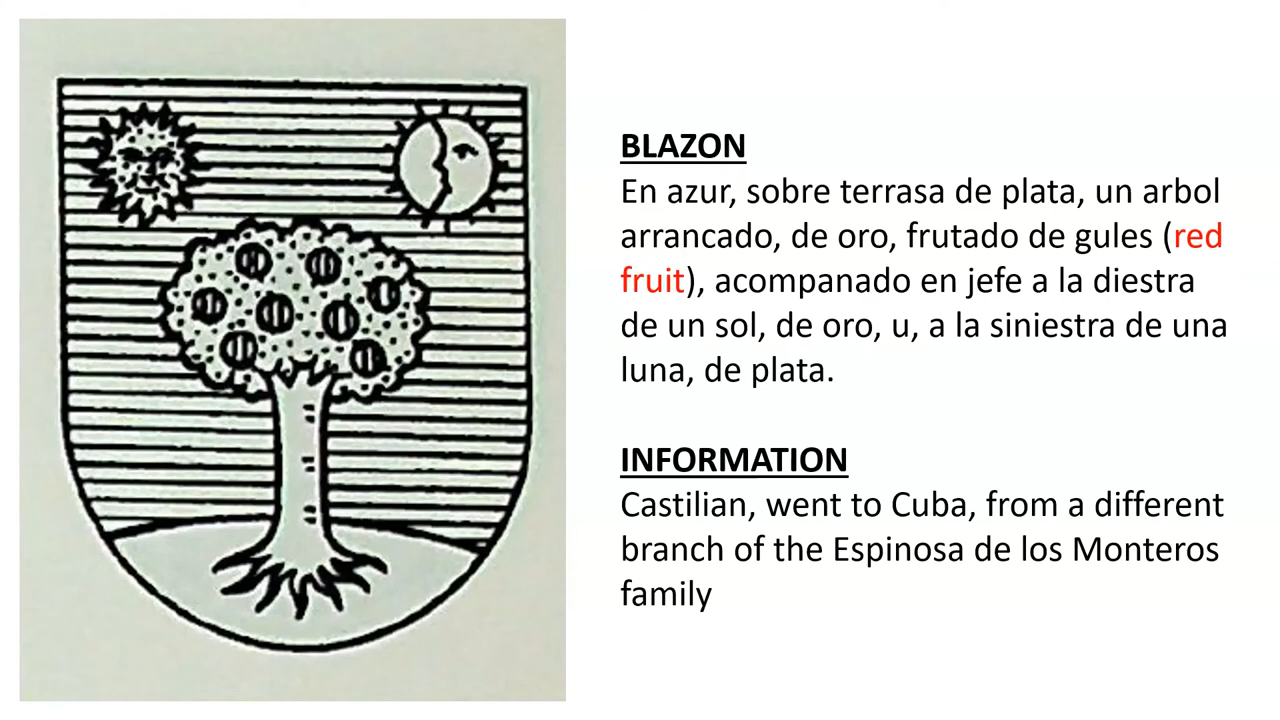 BLAZON
En azur, sobre terrasa de plata, un arbol
arrancado, de oro, frutado de gules (red
fruit), acompanado en jefe a la diestra
de un sol, de oro, u, a la siniestra de una
luna, de plata.
INFORMATION
Castilian, went to Cuba, from a different
branch of the Espinosa de los Monteros
family